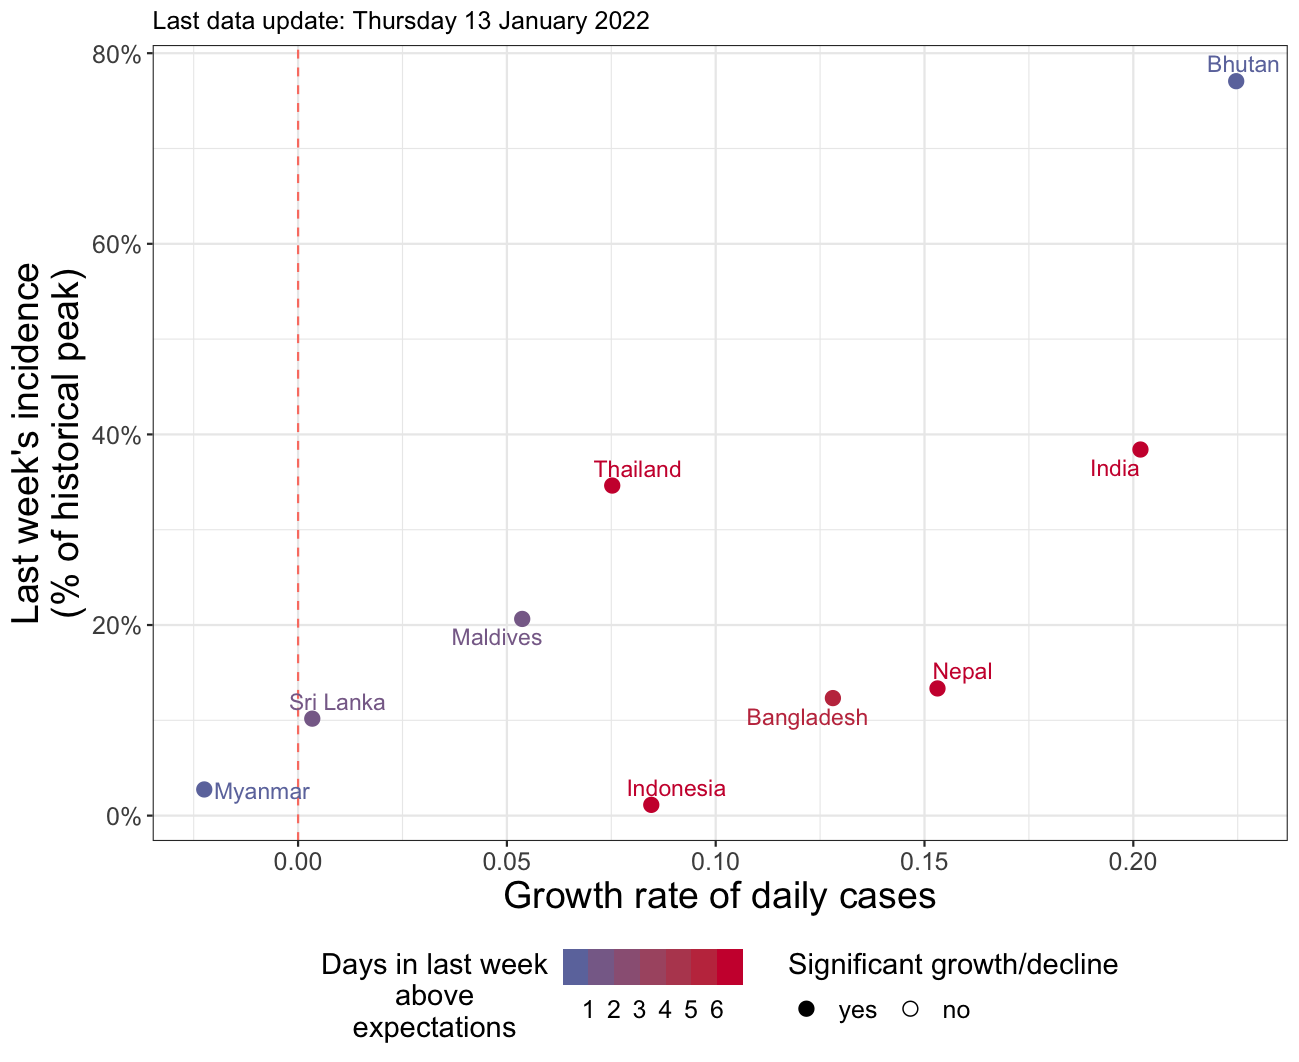 Last data update: Thursday 13 January 2022
80%
60%
40%
20%
0%
Last week's incidence
(% of historical peak)
Bhutan
India
Thailand
Maldives
Nepal
Sri Lanka
Bangladesh
Indonesia
Myanmar
0.00 0.05 0.10 0.15 0.20
Growth rate of daily cases
Days in last week
above
expectations
1 2 3 4 5 6
Significant growth/decline
yes no